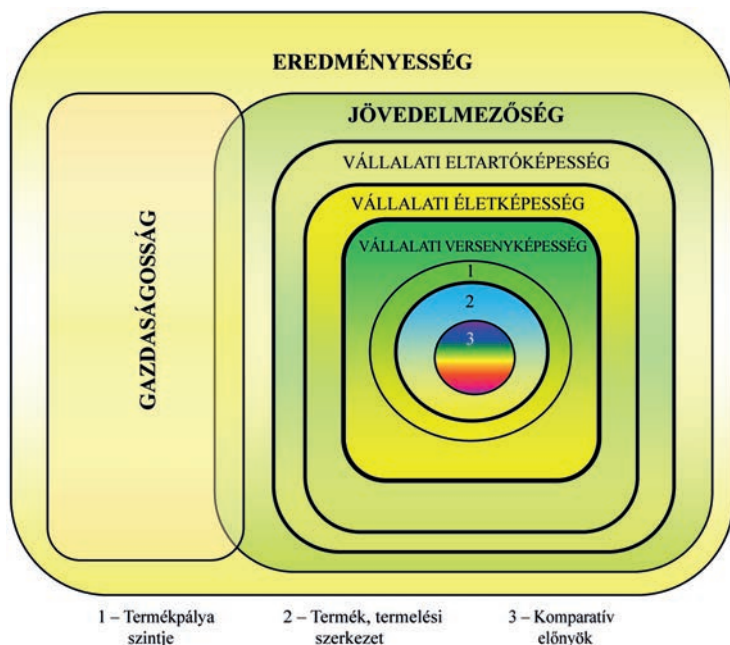 EREDMÉNYESSÉG
JÖVEDELMEZŐSÉG
VÁLLALATI ELTARTÓKÉPESSÉG
VÁLLALATI ÉLETKÉPESSÉG
VÁLLALATI VERSENYKÉPESSÉG
1
2
3
GAZDASÁGOSSÁG
1 – Termékpálya
szintje
2 – Termék, termelési
szerkezet
3 – Komparatív
előnyök